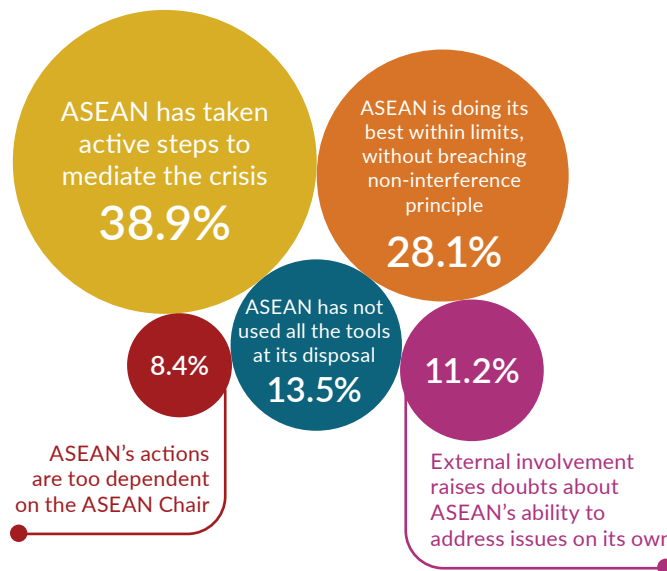 ASEAN has taken
active steps to
mediate the crisis
38.9%
ASEAN is doing its
best within limits,
without breaching
non-interference
principle
28.1%
ASEAN has not
used all the tools
at its disposal
13.5%
8.4%
11.2%
ASEAN’s actions
are too dependent
on the ASEAN Chair
External involvement
raises doubts about
ASEAN’s ability to
address issues on its own